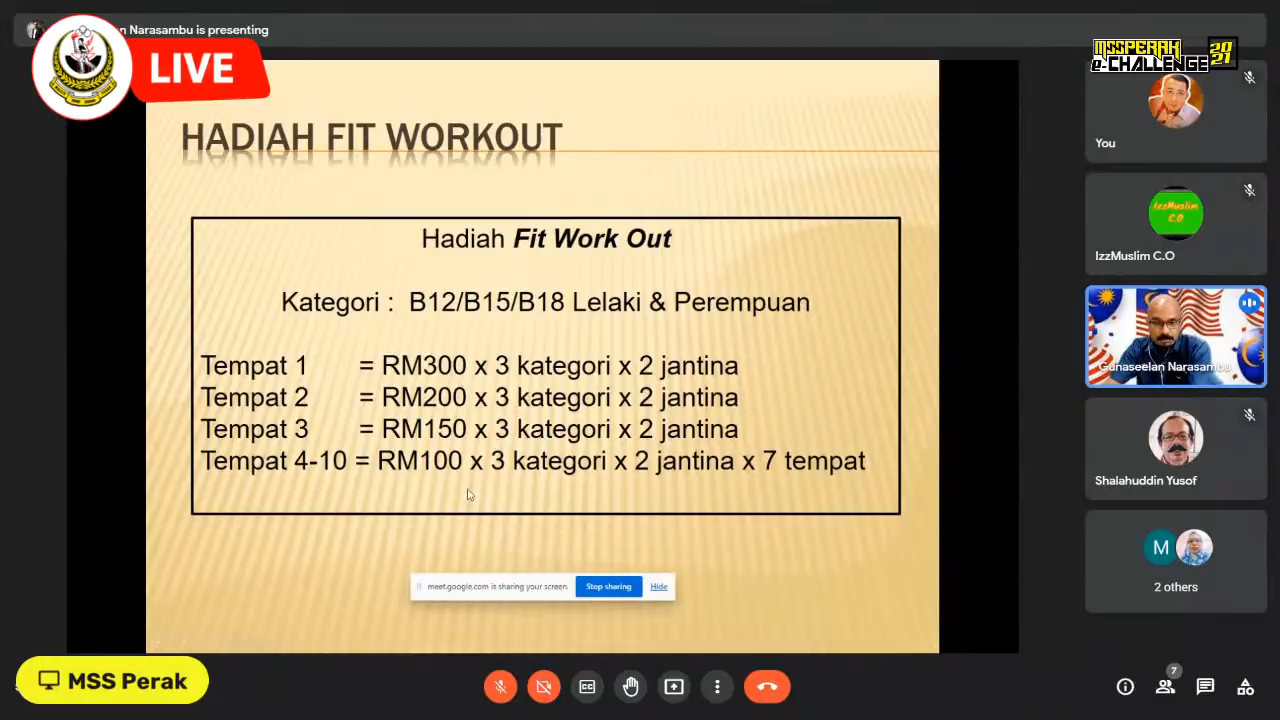 n Narasambu is presenting
LIVE
MSSPERAK 2021
e-CHALLENGE
HADIAH FIT WORKOUT
Hadiah Fit Work Out
Kategori : B12/B15/B18 Lelaki & Perempuan
Tempat 1 = RM300 x 3 kategori x 2 jantina
Tempat 2 = RM200 x 3 kategori x 2 jantina
Tempat 3 = RM150 x 3 kategori x 2 jantina
Tempat 4-10 = RM100 x 3 kategori x 2 jantina x 7 tempat
meet.google.com is sharing your screen. Stop sharing Hide
You
IzzMuslim C.O
IzzMuslim C.O
Gunaseelan Narasambu
Shalahuddin Yusof
M
2 others
MSS Perak
CC
7